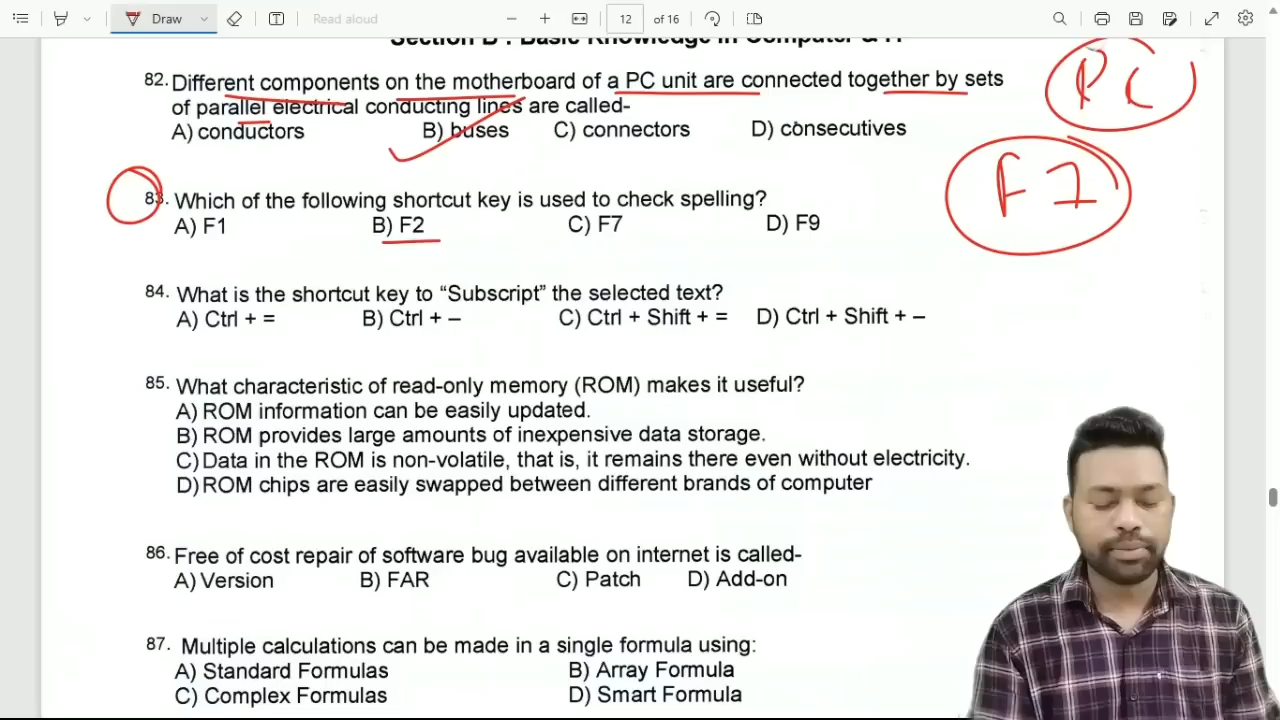 Draw
Read aloud
12 of 16
Section B : Basic Knowledge in Computer & IT
82. Different components on the motherboard of a PC unit are connected together by sets
of parallel electrical conducting lines are called-
A) conductors B) buses C) connectors D) consecutives
PC
83. Which of the following shortcut key is used to check spelling?
A) F1 B) F2 C) F7 D) F9
F7
84. What is the shortcut key to “Subscript” the selected text?
A) Ctrl + = B) Ctrl + – C) Ctrl + Shift + = D) Ctrl + Shift + –
85. What characteristic of read-only memory (ROM) makes it useful?
A) ROM information can be easily updated.
B) ROM provides large amounts of inexpensive data storage.
C) Data in the ROM is non-volatile, that is, it remains there even without electricity.
D) ROM chips are easily swapped between different brands of computer
86. Free of cost repair of software bug available on internet is called-
A) Version B) FAR C) Patch D) Add-on
87. Multiple calculations can be made in a single formula using:
A) Standard Formulas B) Array Formula
C) Complex Formulas D) Smart Formula